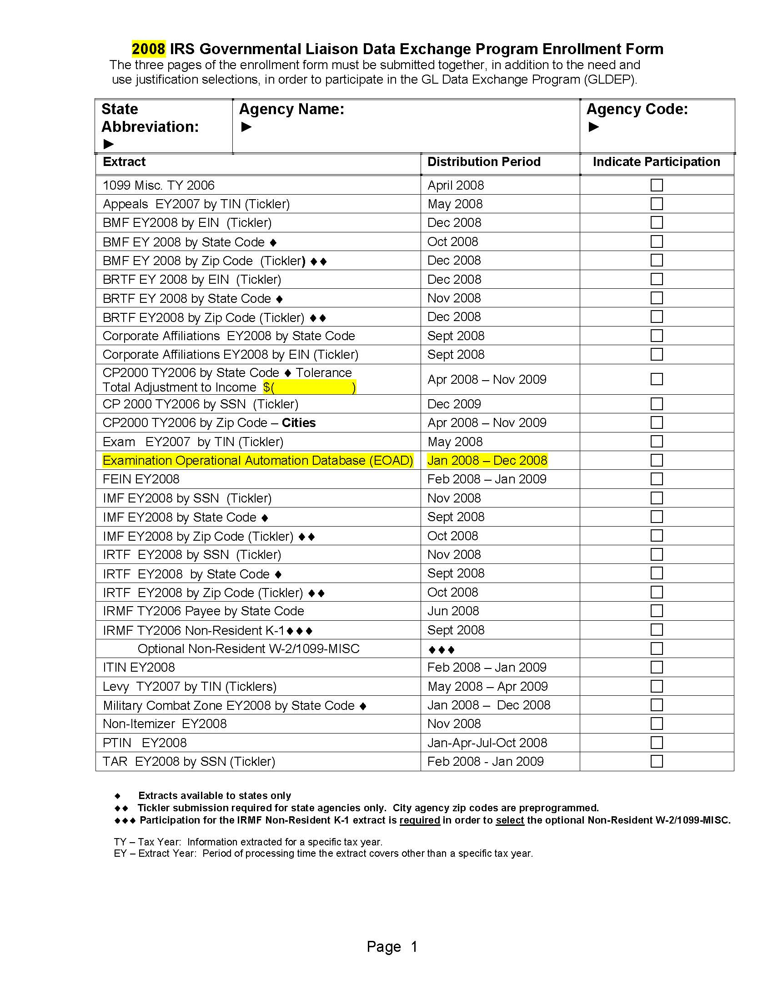 2008 IRS Governmental Liaison Data Exchange Program Enrollment Form
The three pages of the enrollment form must be submitted together, in addition to the need and
use justification selections, in order to participate in the GL Data Exchange Program (GLDEP).
State Abbreviation: ► Agency Name: ► Agency Code: ►
Extract Distribution Period Indicate Participation
1099 Misc. TY 2006 April 2008 ☐
Appeals EY2007 by TIN (Tickler) May 2008 ☐
BMF EY2008 by EIN (Tickler) Dec 2008 ☐
BMF EY 2008 by State Code ♦ Oct 2008 ☐
BMF EY 2008 by Zip Code (Tickler) ♦♦ Dec 2008 ☐
BRTF EY 2008 by EIN (Tickler) Dec 2008 ☐
BRTF EY 2008 by State Code ♦ Nov 2008 ☐
BRTF EY2008 by Zip Code (Tickler) ♦♦ Dec 2008 ☐
Corporate Affiliations EY2008 by State Code Sept 2008 ☐
Corporate Affiliations EY2008 by EIN (Tickler) Sept 2008 ☐
CP2000 TY2006 by State Code ♦ Tolerance
Total Adjustment to Income $( ) Apr 2008 – Nov 2009 ☐
CP 2000 TY2006 by SSN (Tickler) Dec 2009 ☐
CP2000 TY2006 by Zip Code – Cities Apr 2008 – Nov 2009 ☐
Exam EY2007 by TIN (Tickler) May 2008 ☐
Examination Operational Automation Database (EOAD) Jan 2008 – Dec 2008 ☐
FEIN EY2008 Feb 2008 – Jan 2009 ☐
IMF EY2008 by SSN (Tickler) Nov 2008 ☐
IMF EY2008 by State Code ♦ Sept 2008 ☐
IMF EY2008 by Zip Code (Tickler) ♦♦ Oct 2008 ☐
IRTF EY2008 by SSN (Tickler) Nov 2008 ☐
IRTF EY2008 by State Code ♦ Sept 2008 ☐
IRTF EY2008 by Zip Code (Tickler) ♦♦ Oct 2008 ☐
IRMF TY2006 Payee by State Code Jun 2008 ☐
IRMF TY2006 Non-Resident K-1♦♦♦ Sept 2008 ☐
Optional Non-Resident W-2/1099-MISC ♦♦♦ ☐
ITIN EY2008 Feb 2008 – Jan 2009 ☐
Levy TY2007 by TIN (Ticklers) May 2008 – Apr 2009 ☐
Military Combat Zone EY2008 by State Code ♦ Jan 2008 – Dec 2008 ☐
Non-Itemizer EY2008 Nov 2008 ☐
PTIN EY2008 Jan-Apr-Jul-Oct 2008 ☐
TAR EY2008 by SSN (Tickler) Feb 2008 - Jan 2009 ☐
♦ Extracts available to states only
♦♦ Tickler submission required for state agencies only. City agency zip codes are preprogrammed.
♦♦♦ Participation for the IRMF Non-Resident K-1 extract is required in order to select the optional Non-Resident W-2/1099-MISC.
TY – Tax Year: Information extracted for a specific tax year.
EY – Extract Year: Period of processing time the extract covers other than a specific tax year.
Page 1